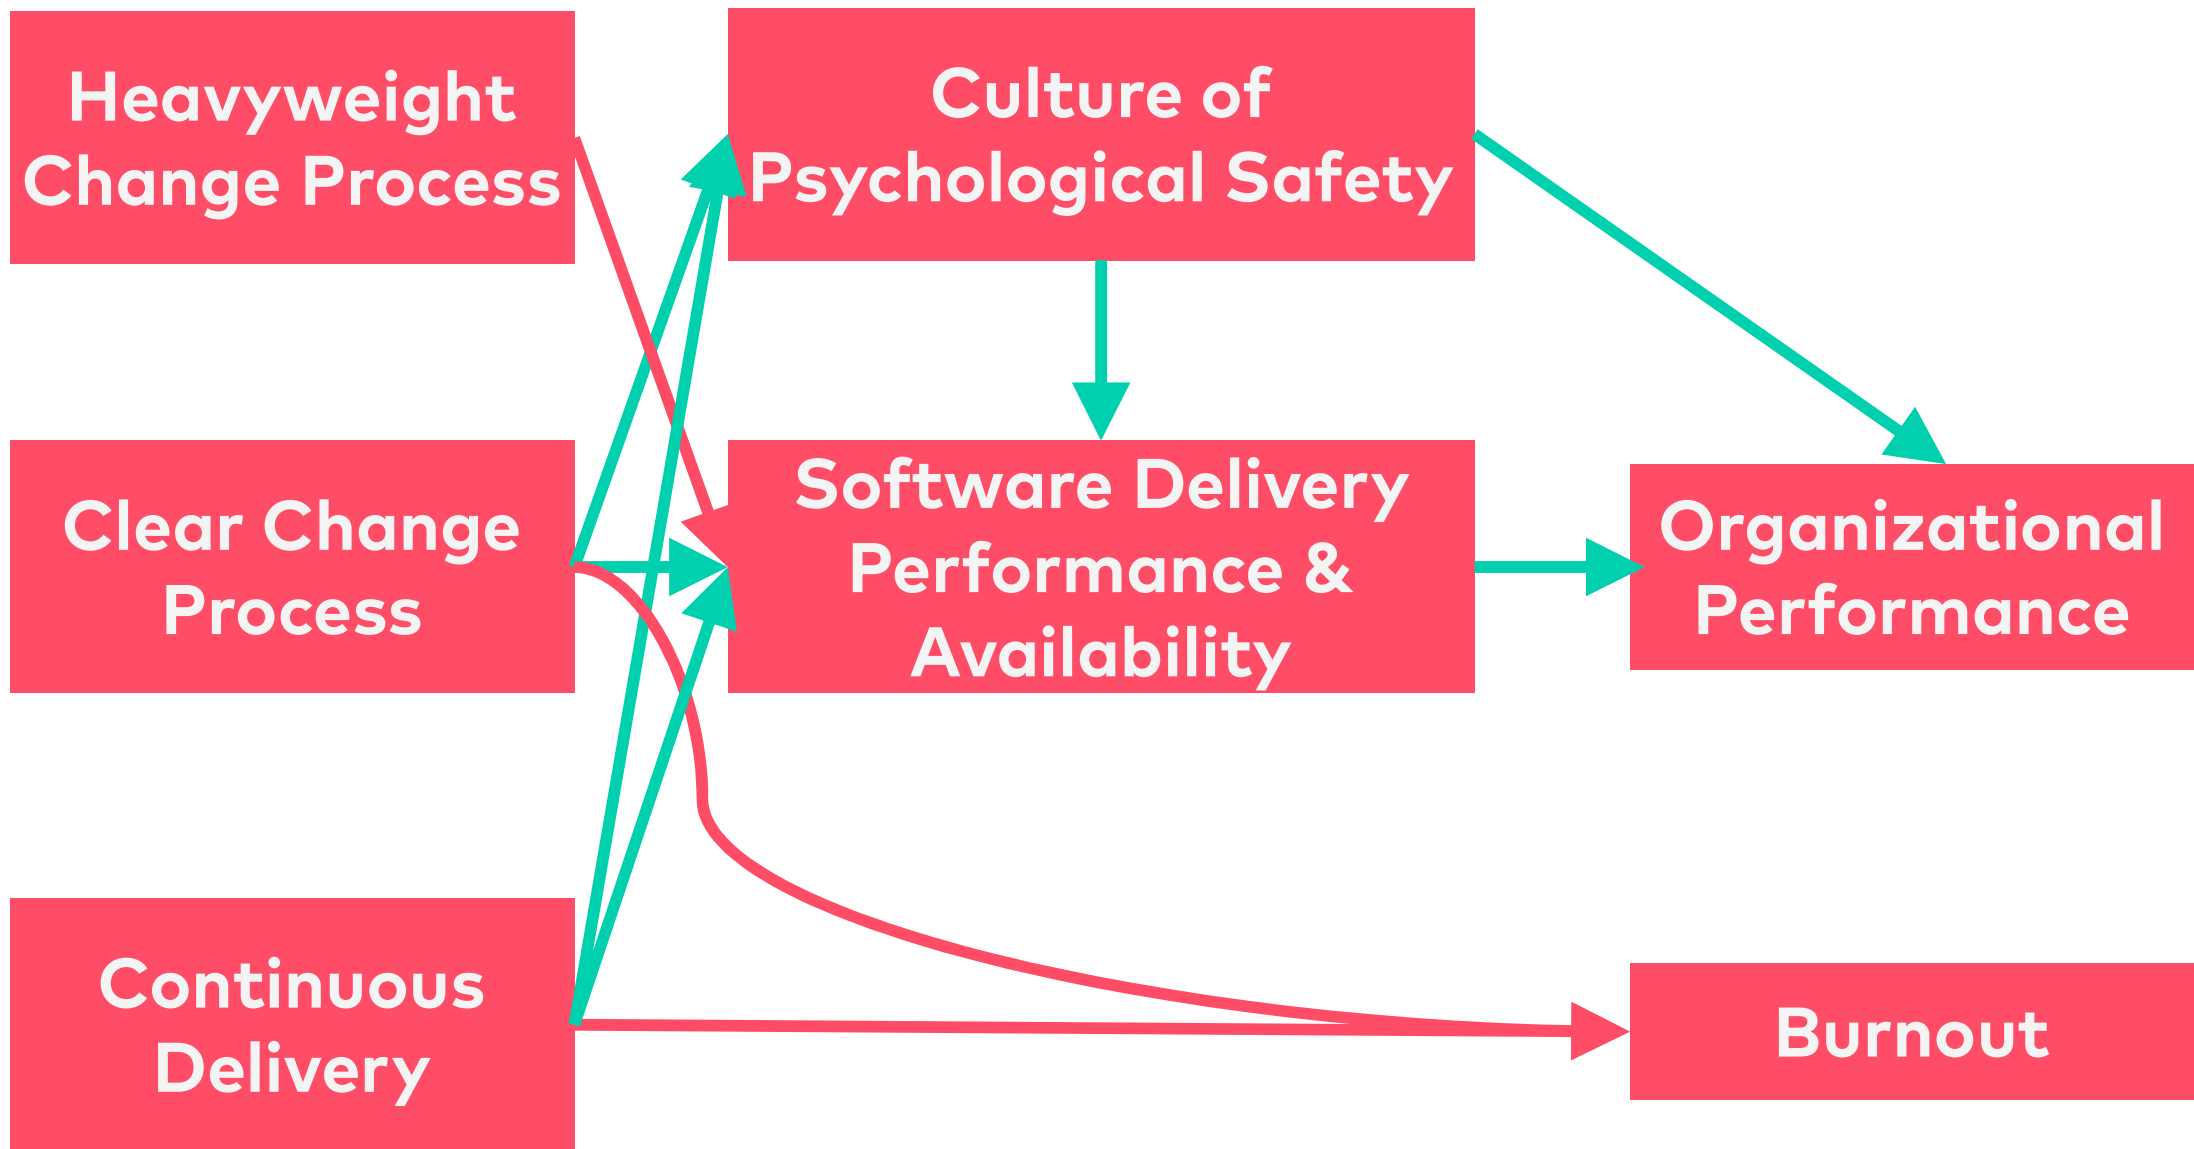 Heavyweight
Change Process
Culture of
Psychological Safety
Clear Change
Process
Software Delivery
Performance &
Availability
Organizational
Performance
Continuous
Delivery
Burnout